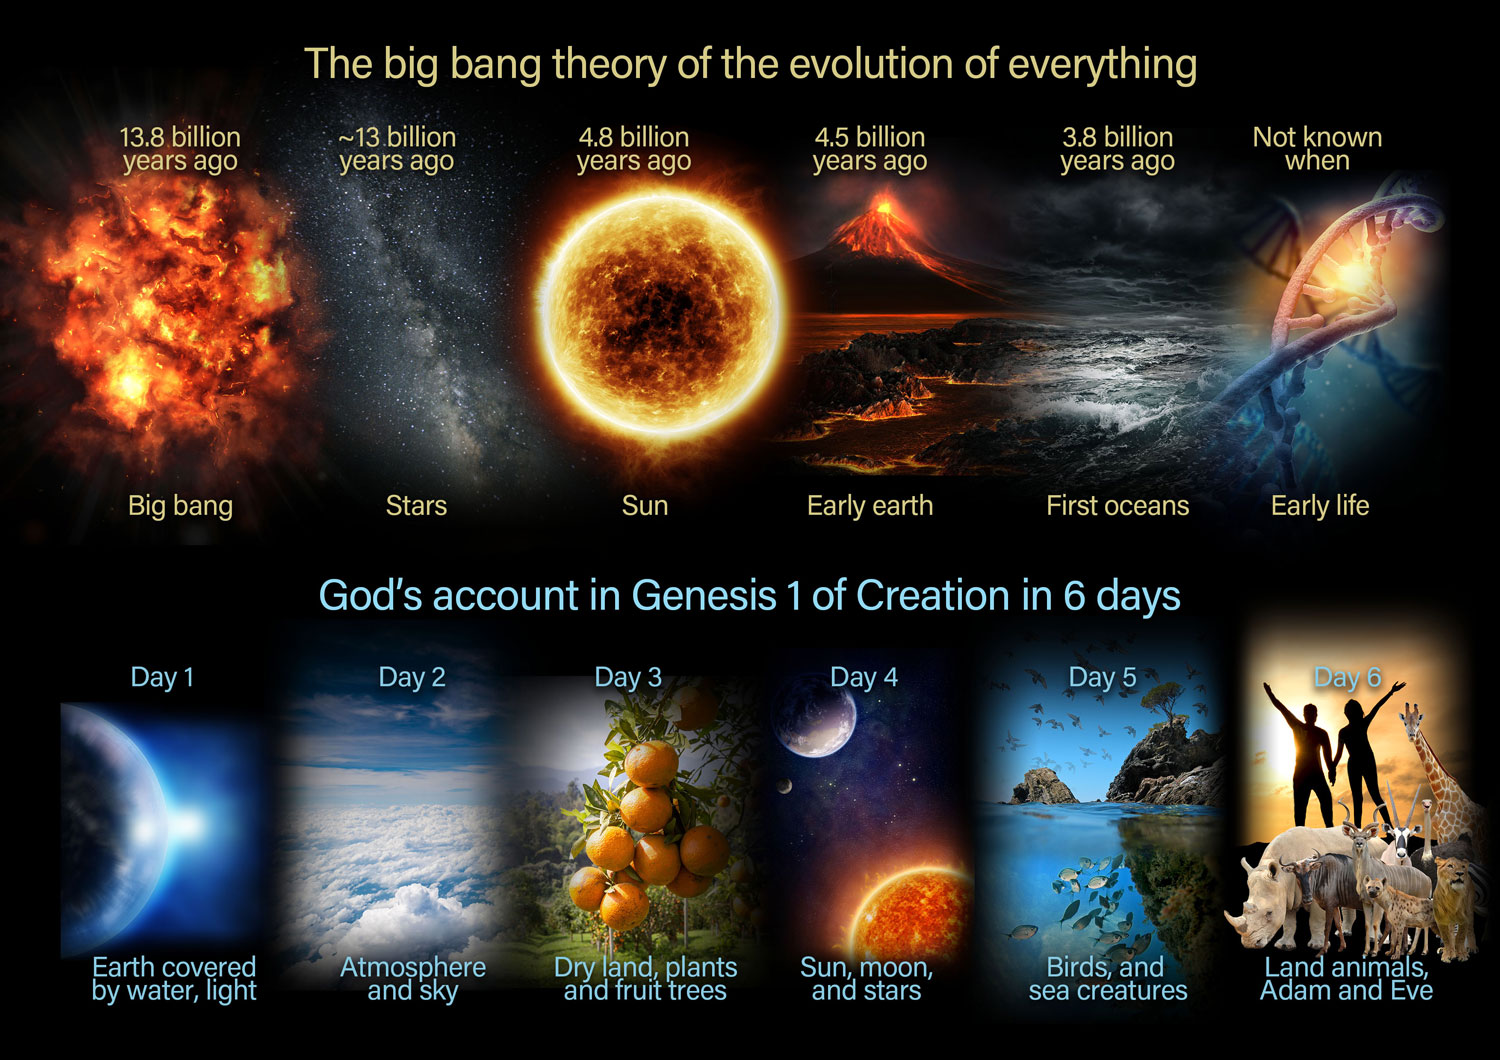 The big bang theory of the evolution of everything
13.8 billion
years ago
~13 billion
years ago
4.8 billion
years ago
4.5 billion
years ago
3.8 billion
years ago
Not known
when
Big bang
Stars
Sun
Early earth
First oceans
Early life
God's account in Genesis 1 of Creation in 6 days
Day 1
Day 2
Day 3
Day 4
Day 5
Day 6
Earth covered
by water, light
Atmosphere
and sky
Dry land, plants
and fruit trees
Sun, moon,
and stars
Birds, and
sea creatures
Land animals,
Adam and Eve